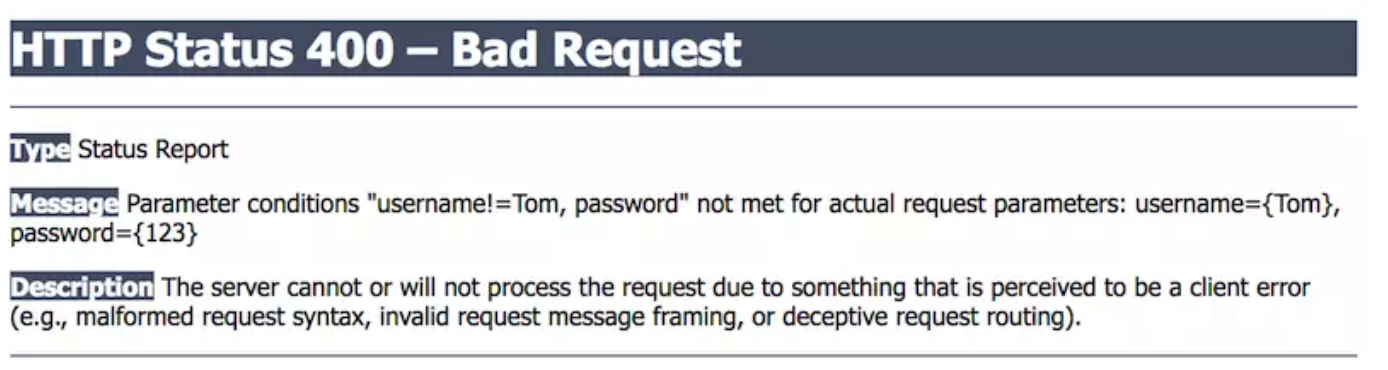 HTTP Status 400 – Bad Request
Type Status Report
Message Parameter conditions "username!=Tom, password" not met for actual request parameters: username={Tom},
password={123}
Description The server cannot or will not process the request due to something that is perceived to be a client error
(e.g., malformed request syntax, invalid request message framing, or deceptive request routing).